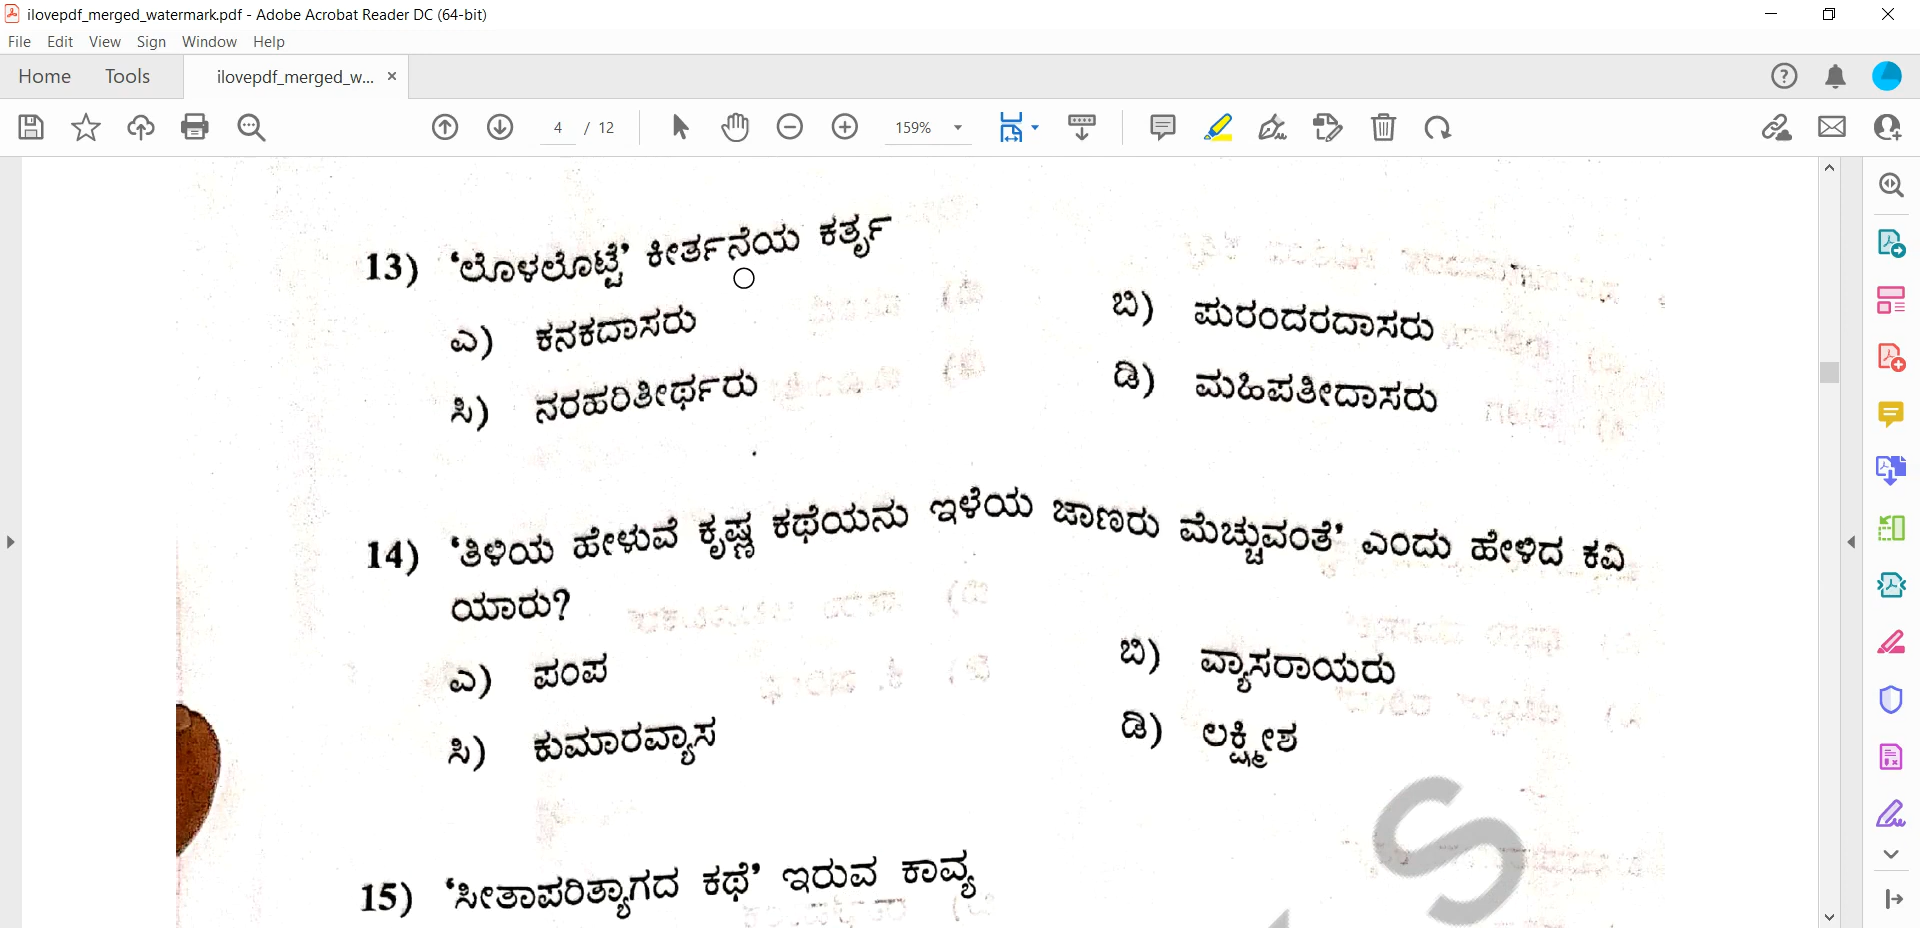 ilovepdf_merged_watermark.pdf - Adobe Acrobat Reader DC (64-bit)
File Edit View Sign Window Help
Home Tools ilovepdf_merged_w... ×
4 / 12 159%
13) ‘ಲೊಳಲೊಟ್ಟೆ’ ಕೀರ್ತನೆಯ ಕರ್ತೃ
ಎ) ಕನಕದಾಸರು ಬಿ) ಪುರಂದರದಾಸರು
ಸಿ) ನರಹರಿತೀರ್ಥರು ಡಿ) ಮಹಿಪತೀದಾಸರು
14) ‘ತಿಳಿಯ ಹೇಳುವೆ ಕೃಷ್ಣ ಕಥೆಯನು ಇಳೆಯ ಜಾಣರು ಮೆಚ್ಚುವಂತೆ’ ಎಂದು ಹೇಳಿದ ಕವಿ
ಯಾರು?
ಎ) ಪಂಪ ಬಿ) ವ್ಯಾಸರಾಯರು
ಸಿ) ಕುಮಾರವ್ಯಾಸ ಡಿ) ಲಕ್ಷ್ಮೀಶ
15) ‘ಸೀತಾಪರಿತ್ಯಾಗದ ಕಥೆ’ ಇರುವ ಕಾವ್ಯ
S